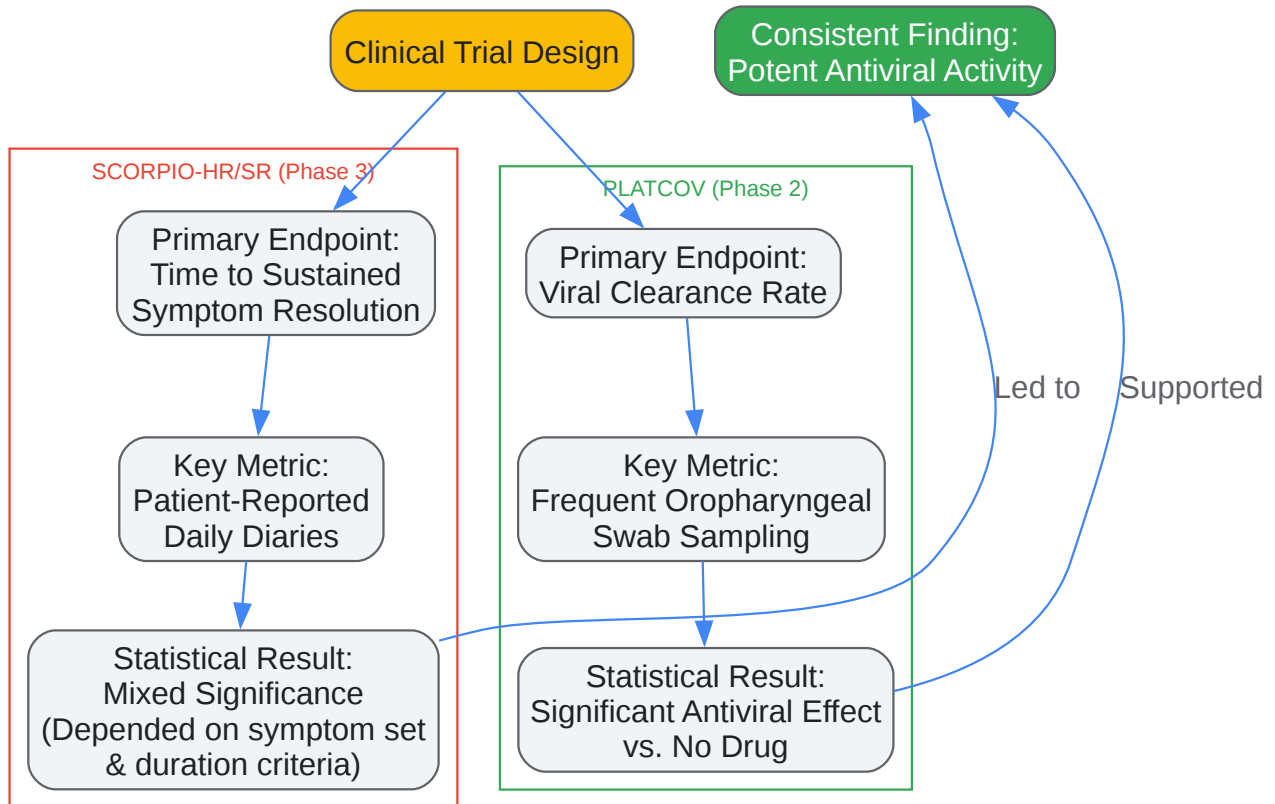 Clinical Trial Design
Consistent Finding:
Potent Antiviral Activity
SCORPIO-HR/SR (Phase 3)
Primary Endpoint:
Time to Sustained
Symptom Resolution
Key Metric:
Patient-Reported
Daily Diaries
Statistical Result:
Mixed Significance
(Depended on symptom set
& duration criteria)
PLATCOV (Phase 2)
Primary Endpoint:
Viral Clearance Rate
Key Metric:
Frequent Oropharyngeal
Swab Sampling
Statistical Result:
Significant Antiviral Effect
vs. No Drug
Led to
Supported